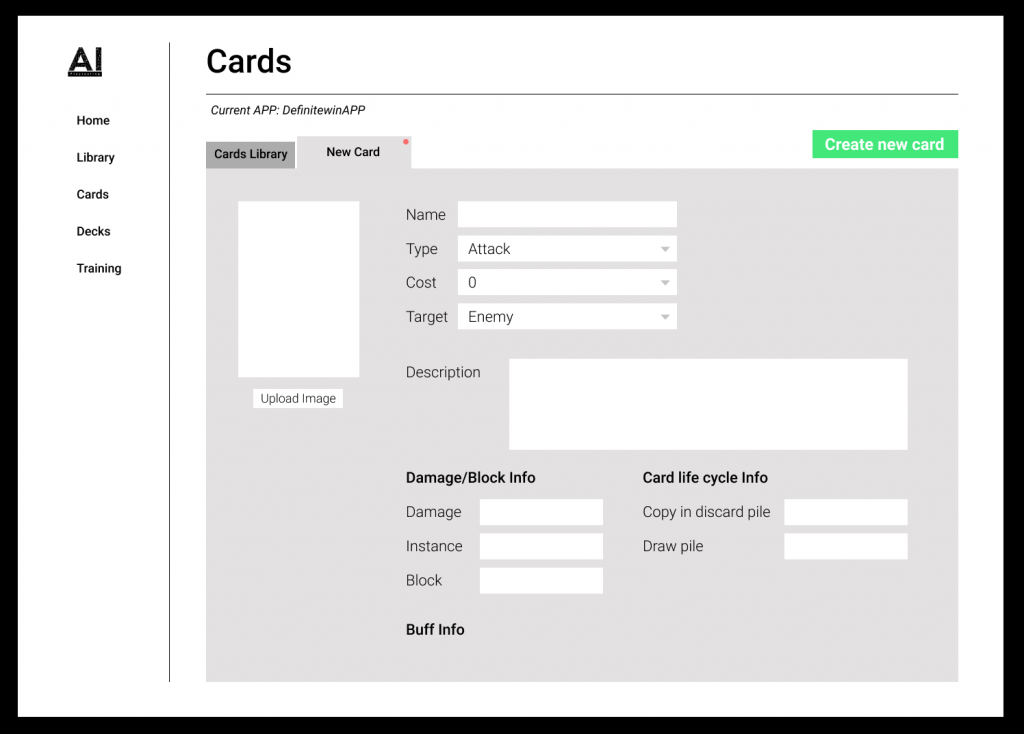 AI
Home
Library
Cards
Decks
Training
Cards
Current APP: DefinitewinAPP
Cards Library
New Card
Create new card
Upload Image
Name
Type Attack
Cost 0
Target Enemy
Description
Damage/Block Info
Damage
Instance
Block
Card life cycle Info
Copy in discard pile
Draw pile
Buff Info